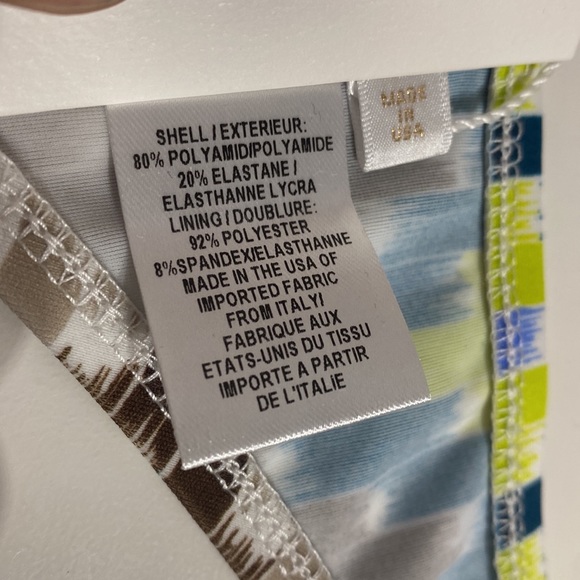 SHELL / EXTERIEUR:
80% POLYAMID/POLYAMIDE
20% ELASTANE /
ELASTHANNE LYCRA
LINING / DOUBLURE:
92% POLYESTER
8%SPANDEX/ELASTHANNE
MADE IN THE USA OF
IMPORTED FABRIC
FROM ITALY/
FABRIQUE AUX
ETATS-UNIS DU TISSU
IMPORTE A PARTIR
DE L'ITALIE
MADE
IN
USA